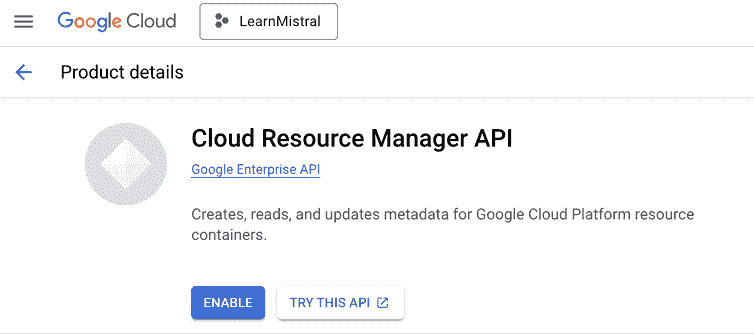 Google Cloud
LearnMistral
Product details
Cloud Resource Manager API
Google Enterprise API
Creates, reads, and updates metadata for Google Cloud Platform resource
containers.
ENABLE
TRY THIS API